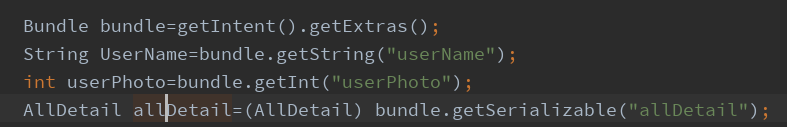 Bundle bundle=getIntent().getExtras();
String UserName=bundle.getString("userName");
int userPhoto=bundle.getInt("userPhoto");
AllDetail allDetail=(AllDetail) bundle.getSerializable("allDetail");